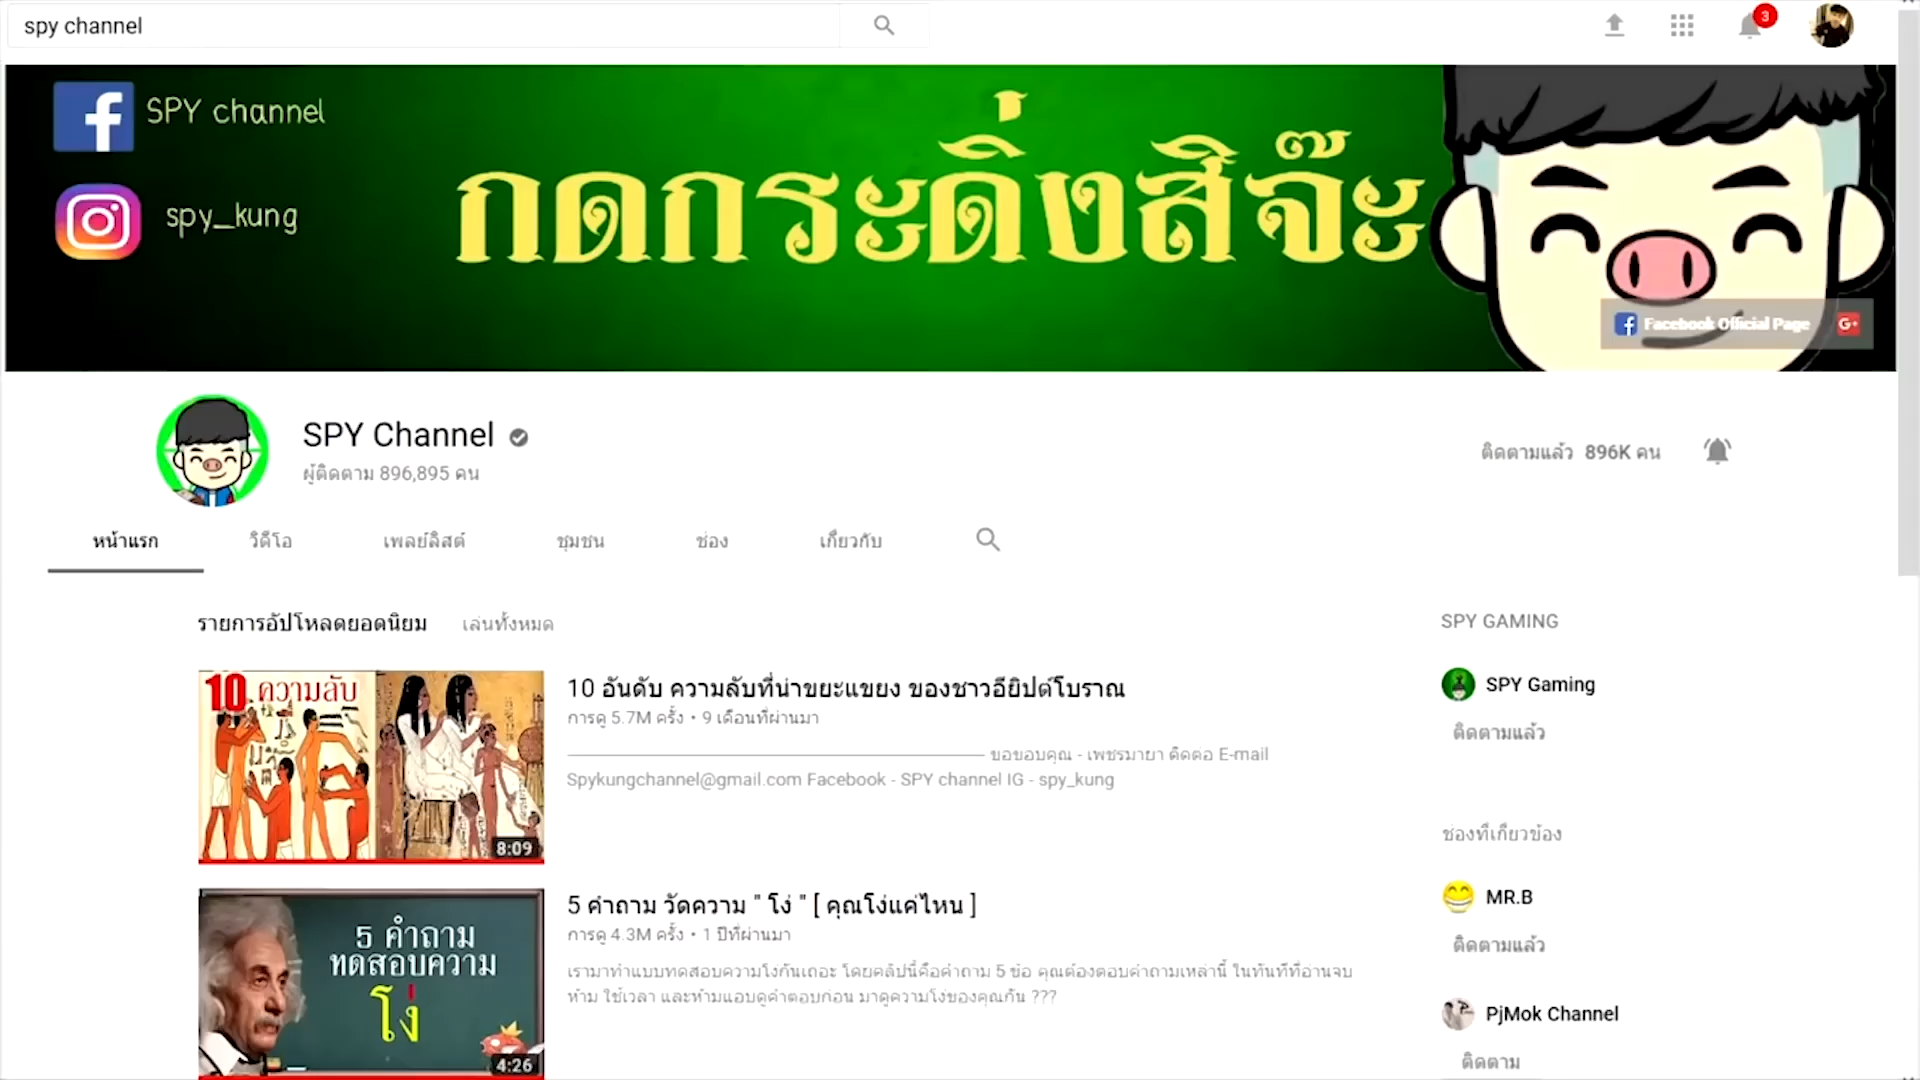 spy channel
3
SPY channel
spy_kung
กดกระดิ่งสิจ๊ะ
Facebook Official Page
G+
SPY Channel
ผู้ติดตาม 896,895 คน
ติดตามแล้ว 896K คน
หน้าแรก
วิดีโอ
เพลย์ลิสต์
ชุมชน
ช่อง
เกี่ยวกับ
รายการอัปโหลดยอดนิยม
เล่นทั้งหมด
10 ความลับ
8:09
10 อันดับ ความลับที่น่าขยะแขยง ของชาวอียิปต์โบราณ
การดู 5.7M ครั้ง • 9 เดือนที่ผ่านมา
ขอขอบคุณ - เพชรมายา ติดต่อ E-mail
Spykungchannel@gmail.com Facebook - SPY channel IG - spy_kung
5 คำถาม
ทดสอบความ
โง่
4:26
5 คำถาม วัดความ " โง่ " [ คุณโง่แค่ไหน ]
การดู 4.3M ครั้ง • 1 ปีที่ผ่านมา
เรามาทำแบบทดสอบความโง่กันเถอะ โดยคลิปนี้คือคำถาม 5 ข้อ คุณต้องตอบคำถามเหล่านี้ ในทันทีที่อ่านจบ
ห้าม ใช้เวลา และห้ามแอบดูคำตอบก่อน มาดูความโง่ของคุณกัน ???
SPY GAMING
SPY Gaming
ติดตามแล้ว
ช่องที่เกี่ยวข้อง
MR.B
ติดตามแล้ว
PjMok Channel
ติดตาม